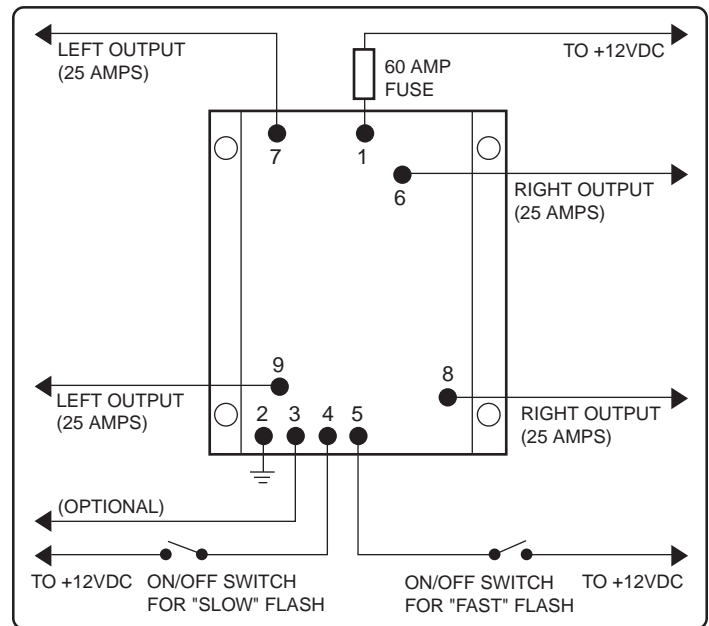 LEFT OUTPUT
(25 AMPS)
60 AMP
FUSE
TO +12VDC
7
1
6
RIGHT OUTPUT
(25 AMPS)
9
8
LEFT OUTPUT
(25 AMPS)
RIGHT OUTPUT
(25 AMPS)
2 3 4 5
(OPTIONAL)
TO +12VDC
ON/OFF SWITCH
FOR "SLOW" FLASH
ON/OFF SWITCH
FOR "FAST" FLASH
TO +12VDC